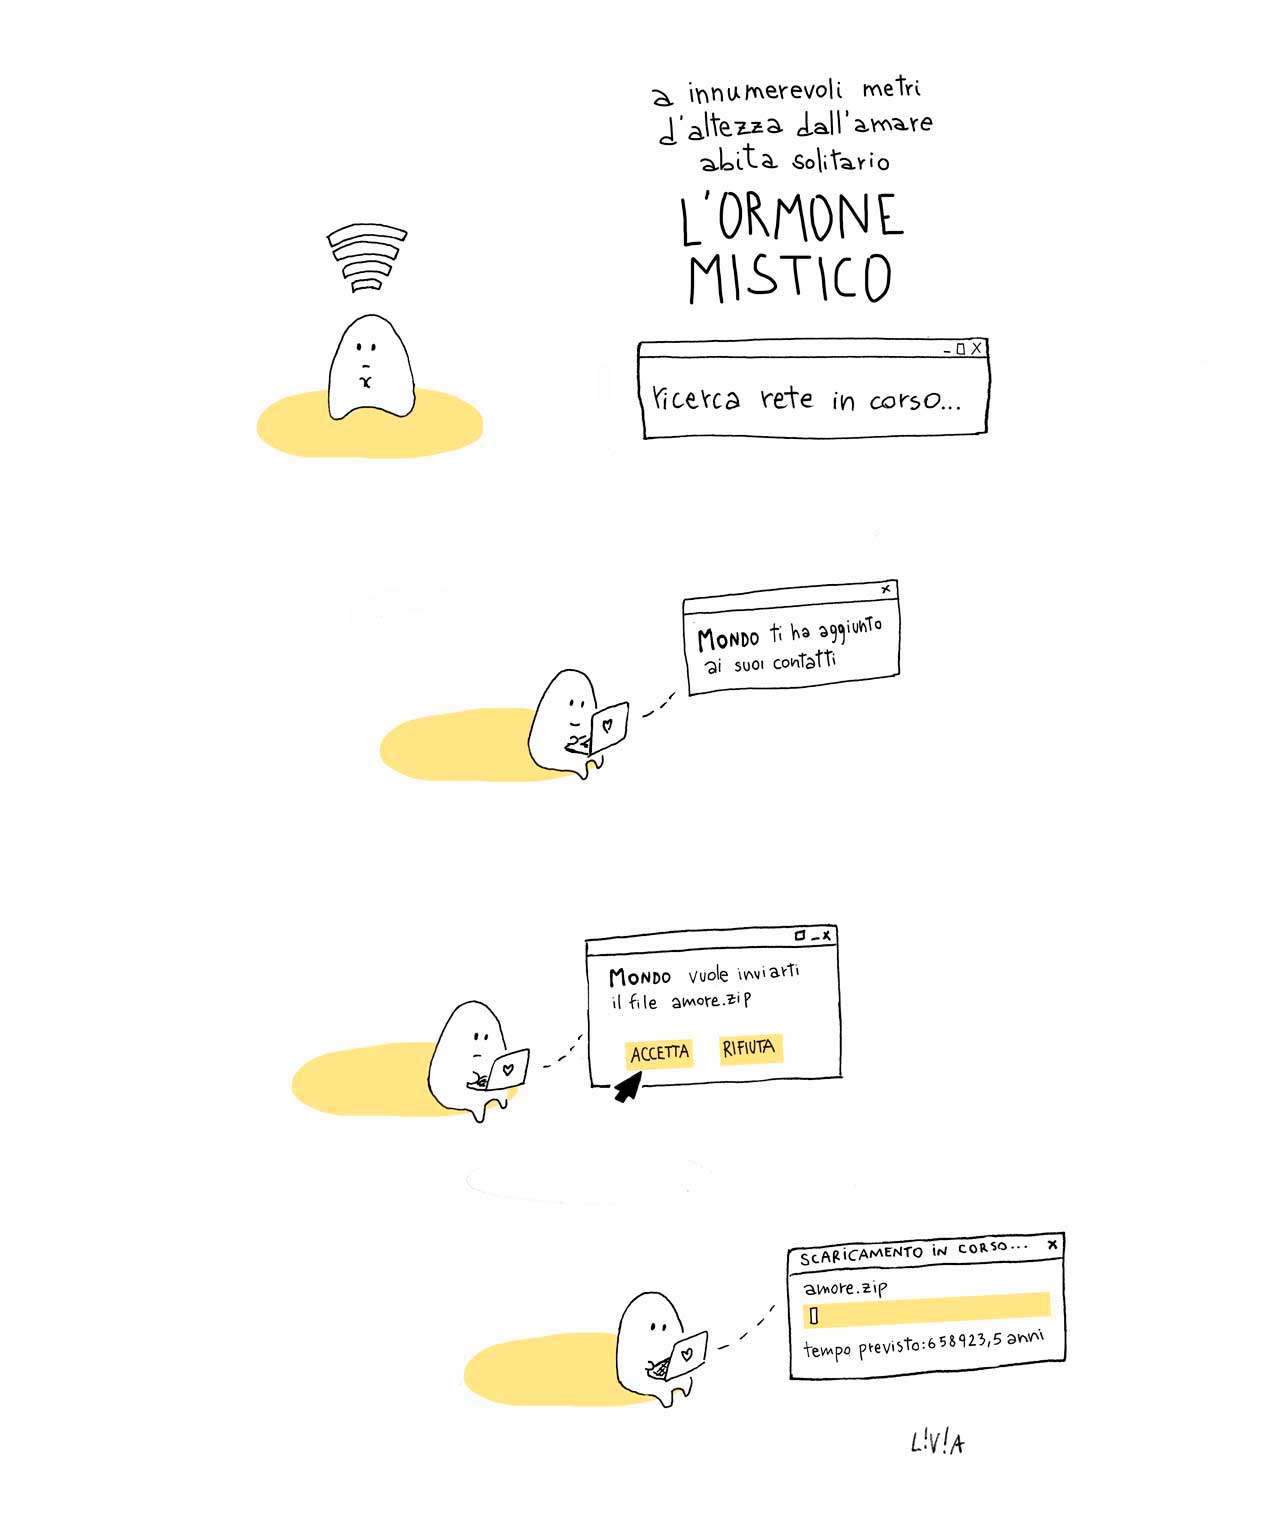 a innumerevoli metri
d'altezza dall'amare
abita solitario
L'ORMONE
MISTICO
ricerca rete in corso...
MONDO ti ha aggiunto
ai suoi contatti
MONDO vuole inviarti
il file amore.zip
ACCETTA RIFIUTA
SCARICAMENTO IN CORSO...
amore.zip
tempo previsto:658923,5 anni
L!V!A